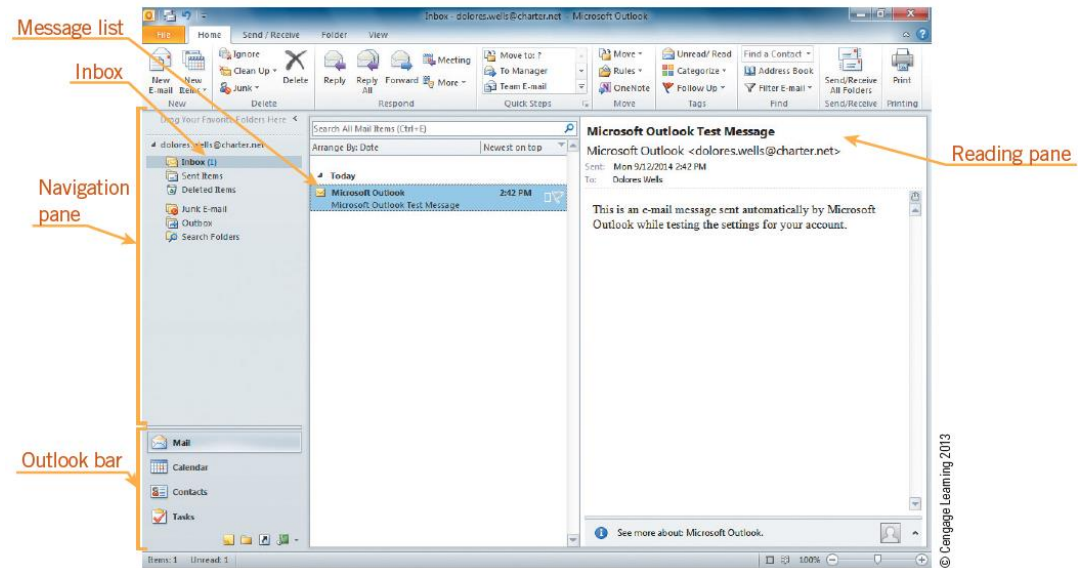 Inbox - dolores.wells@charter.net - Microsoft Outlook
File Home Send / Receive Folder View
Message list
Inbox
Navigation
pane
Outlook bar
Reading pane
New
E-mail
New
Items
New
Ignore
Clean Up
Junk
Delete
Delete
Reply
Reply
All
Forward
Meeting
More
Respond
Move to: ?
To Manager
Team E-mail
Quick Steps
Move
Rules
OneNote
Move
Unread/ Read
Categorize
Follow Up
Tags
Find a Contact
Address Book
Filter E-mail
Find
Send/Receive
All Folders
Send/Receive
Print
Printing
Drag Your Favorite Folders Here
dolores.wells@charter.net
Inbox (1)
Sent Items
Deleted Items
Junk E-mail
Outbox
Search Folders
Mail
Calendar
Contacts
Tasks
Search All Mail Items (Ctrl+E)
Arrange By: Date Newest on top
Today
Microsoft Outlook 2:42 PM
Microsoft Outlook Test Message
Microsoft Outlook Test Message
Microsoft Outlook <dolores.wells@charter.net>
Sent: Mon 9/12/2014 2:42 PM
To: Dolores Wells
This is an e-mail message sent automatically by Microsoft
Outlook while testing the settings for your account.
See more about: Microsoft Outlook.
Items: 1 Unread: 1
100%
© Cengage Learning 2013